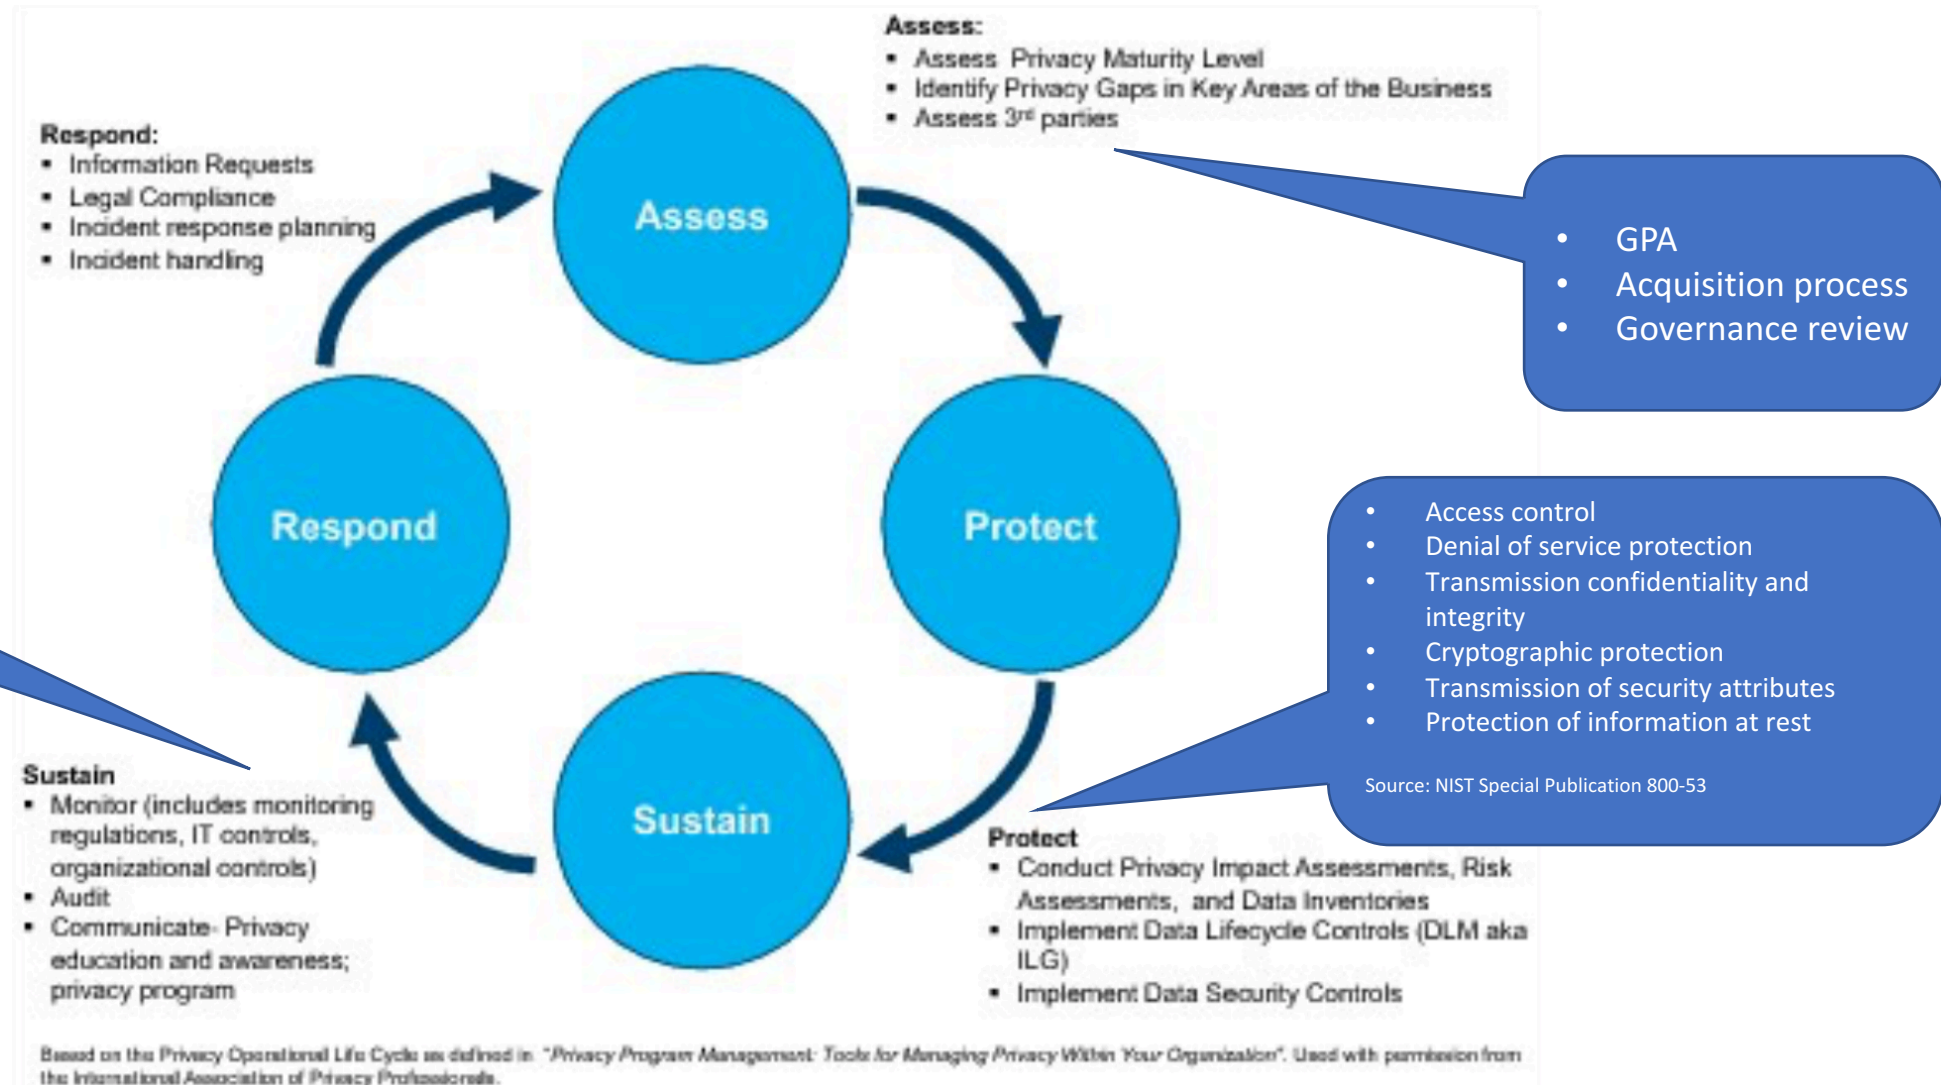 Assess:
▪ Assess Privacy Maturity Level
▪ Identify Privacy Gaps in Key Areas of the Business
▪ Assess 3rd parties
Respond:
▪ Information Requests
▪ Legal Compliance
▪ Incident response planning
▪ Incident handling
Assess
Respond
Protect
Sustain
• GPA
• Acquisition process
• Governance review
• Access control
• Denial of service protection
• Transmission confidentiality and
integrity
• Cryptographic protection
• Transmission of security attributes
• Protection of information at rest
Source: NIST Special Publication 800-53
Sustain
▪ Monitor (includes monitoring
regulations, IT controls,
organizational controls)
▪ Audit
▪ Communicate- Privacy
education and awareness;
privacy program
Protect
▪ Conduct Privacy Impact Assessments, Risk
Assessments, and Data Inventories
▪ Implement Data Lifecycle Controls (DLM aka
ILG)
▪ Implement Data Security Controls
Based on the Privacy Operational Life Cycle as defined in "Privacy Program Management: Tools for Managing Privacy Within Your Organization". Used with permission from
the International Association of Privacy Professionals.